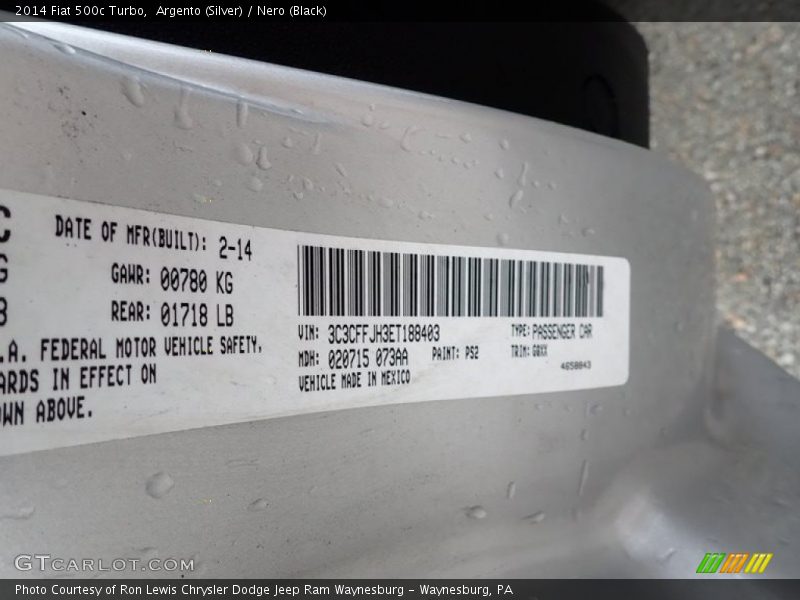 2014 Fiat 500c Turbo, Argento (Silver) / Nero (Black)
DATE OF MFR(BUILT): 2-14
GAWR: 00780 KG
REAR: 01718 LB
.A. FEDERAL MOTOR VEHICLE SAFETY,
ARDS IN EFFECT ON
OWN ABOVE.
VIN: 3C3CFFJH3ET188403 TYPE: PASSENGER CAR
MDH: 020715 073AA PAINT: PS2 TRIM: G8XX
VEHICLE MADE IN MEXICO 4658843
GTCARLOT.COM
Photo Courtesy of Ron Lewis Chrysler Dodge Jeep Ram Waynesburg - Waynesburg, PA